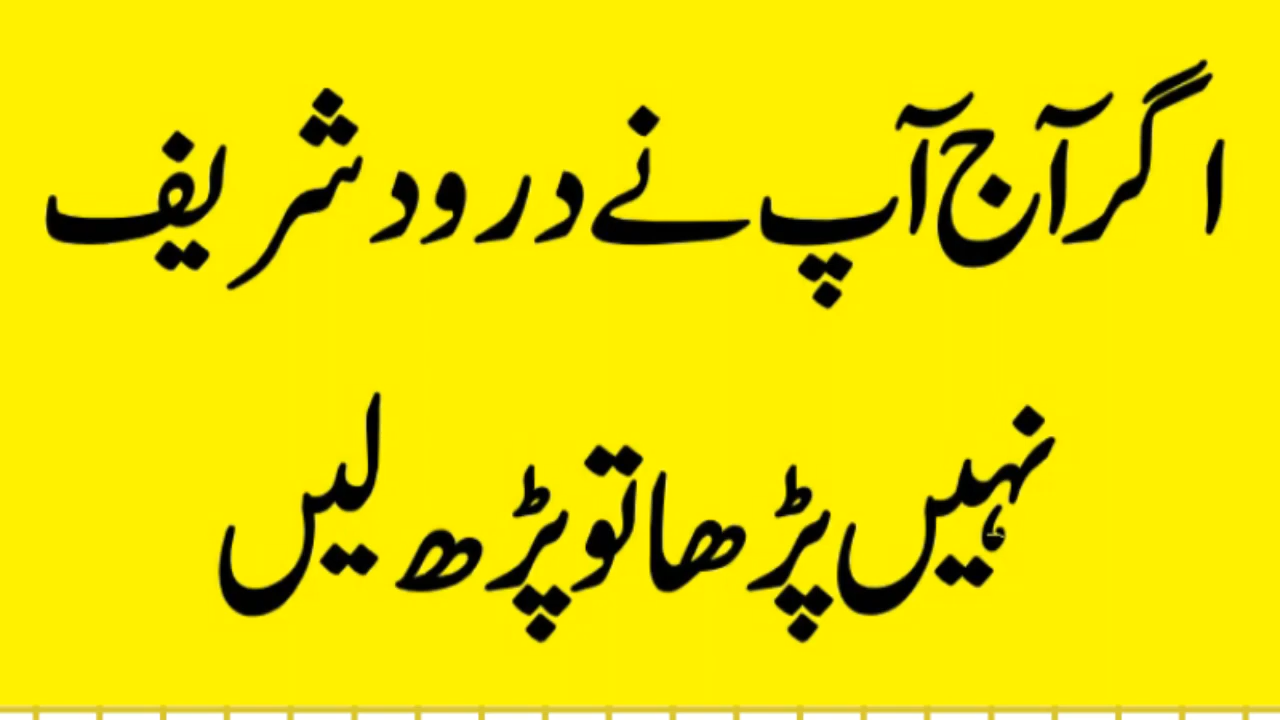 اگر آج آپ نے درود شریف
نہیں پڑھا تو پڑھ لیں